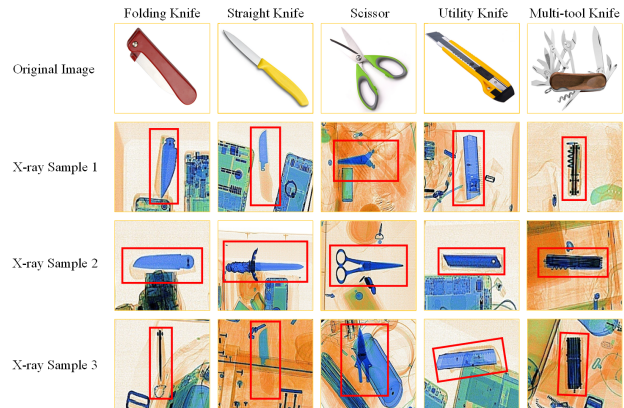 Folding Knife Straight Knife Scissor Utility Knife Multi-tool Knife
Original Image
X-ray Sample 1
X-ray Sample 2
X-ray Sample 3